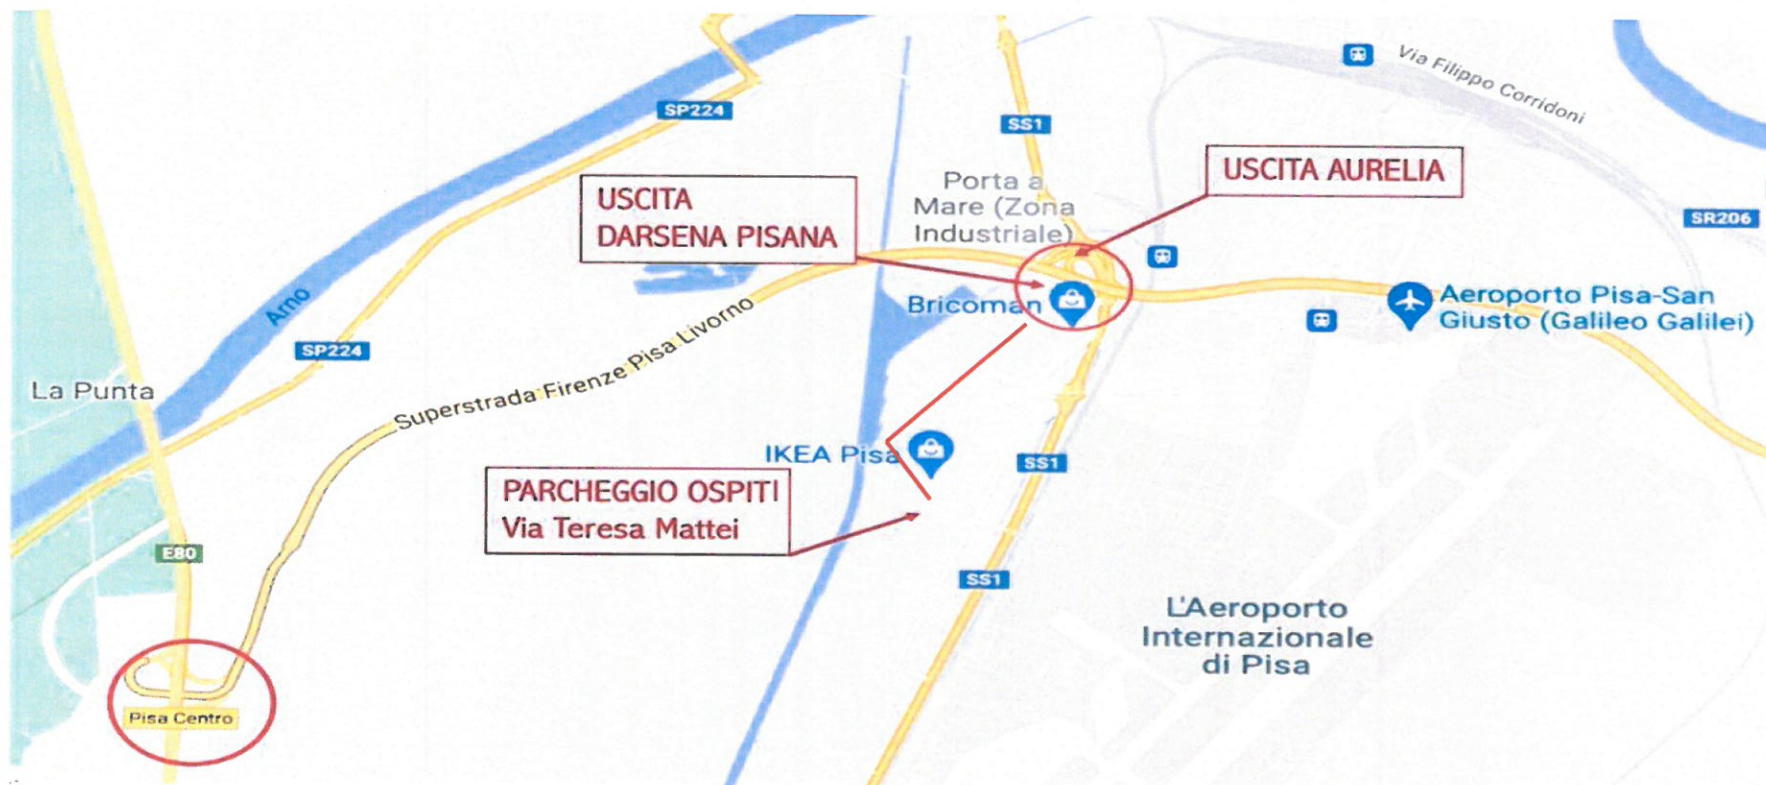 Via Filippo Corridoni
SP224
SS1
USCITA AURELIA
Porta a
Mare (Zona
Industriale)
USCITA
DARSENA PISANA
SR206
Bricoman
Aeroporto Pisa-San
Giusto (Galileo Galilei)
Arno
SP224
Superstrada Firenze Pisa Livorno
La Punta
IKEA Pisa
SS1
PARCHEGGIO OSPITI
Via Teresa Mattei
E80
SS1
L'Aeroporto
Internazionale
di Pisa
Pisa Centro